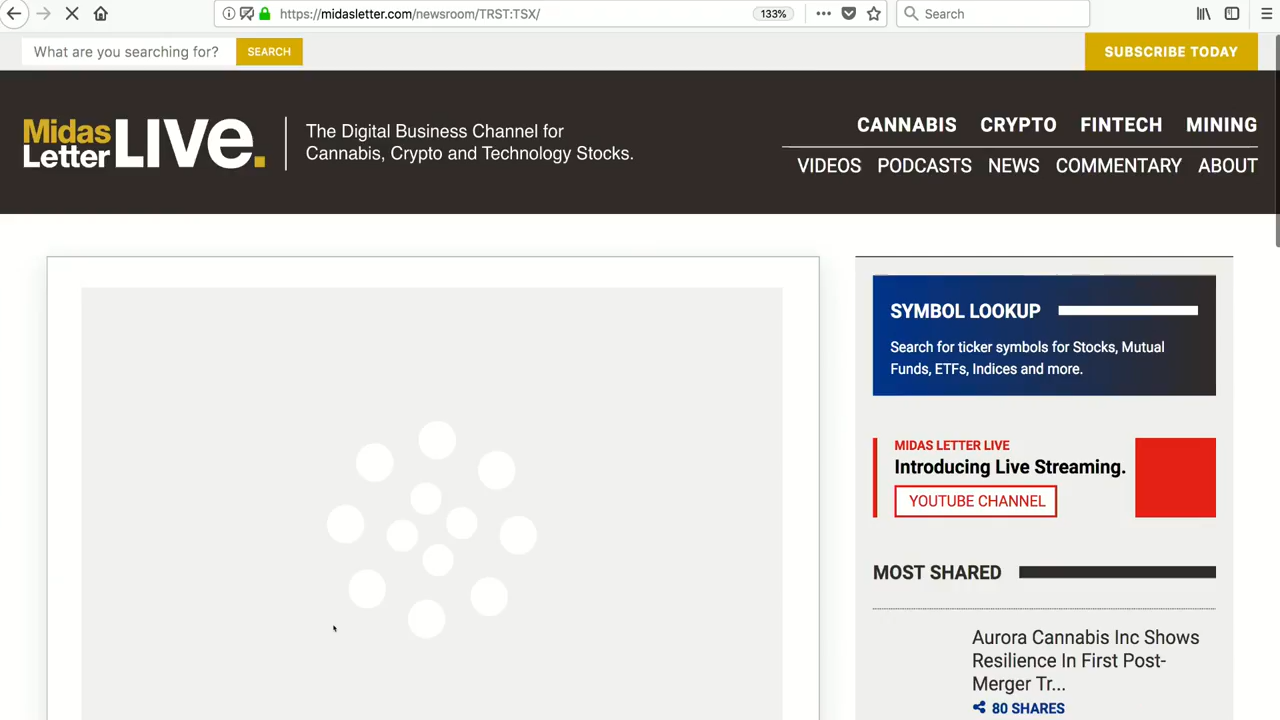 https://midasletter.com/newsroom/TRST:TSX/
133%
Search
What are you searching for?
SEARCH
SUBSCRIBE TODAY
Midas
Letter LIVE.
The Digital Business Channel for
Cannabis, Crypto and Technology Stocks.
CANNABIS CRYPTO FINTECH MINING
VIDEOS PODCASTS NEWS COMMENTARY ABOUT
SYMBOL LOOKUP
Search for ticker symbols for Stocks, Mutual
Funds, ETFs, Indices and more.
MIDAS LETTER LIVE
Introducing Live Streaming.
YOUTUBE CHANNEL
MOST SHARED
Aurora Cannabis Inc Shows
Resilience In First Post-
Merger Tr...
80 SHARES